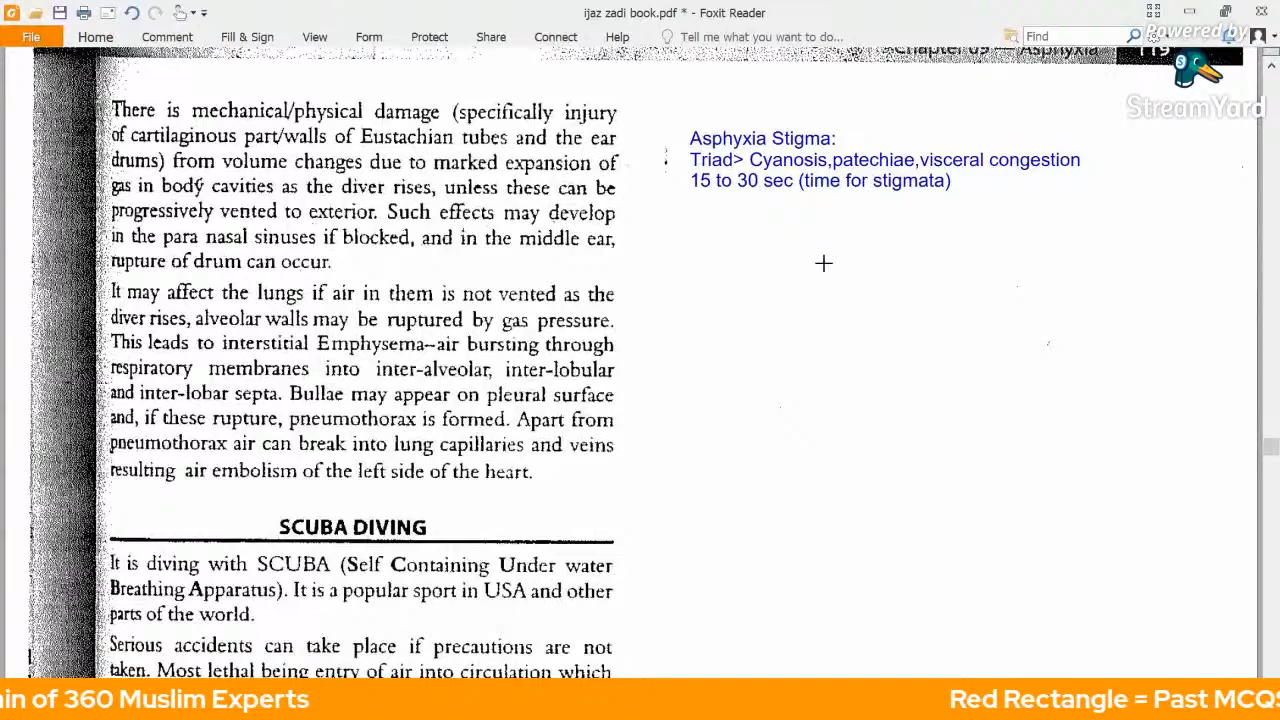 ijaz zadi book.pdf * - Foxit Reader
File Home Comment Fill & Sign View Form Protect Share Connect Help Tell me what you want to do... Find
Chapter 09 – Asphyxia 119
Powered by
StreamYard
There is mechanical/physical damage (specifically injury
of cartilaginous part/walls of Eustachian tubes and the ear
drums) from volume changes due to marked expansion of
gas in body cavities as the diver rises, unless these can be
progressively vented to exterior. Such effects may develop
in the para nasal sinuses if blocked, and in the middle ear,
rupture of drum can occur.
It may affect the lungs if air in them is not vented as the
diver rises, alveolar walls may be ruptured by gas pressure.
This leads to interstitial Emphysema–air bursting through
respiratory membranes into inter-alveolar, inter-lobular
and inter-lobar septa. Bullae may appear on pleural surface
and, if these rupture, pneumothorax is formed. Apart from
pneumothorax air can break into lung capillaries and veins
resulting air embolism of the left side of the heart.
SCUBA DIVING
It is diving with SCUBA (Self Containing Under water
Breathing Apparatus). It is a popular sport in USA and other
parts of the world.
Serious accidents can take place if precautions are not
taken. Most lethal being entry of air into circulation which
Asphyxia Stigma:
Triad> Cyanosis,patechiae,visceral congestion
15 to 30 sec (time for stigmata)
in of 360 Muslim Experts
Red Rectangle = Past MCQS